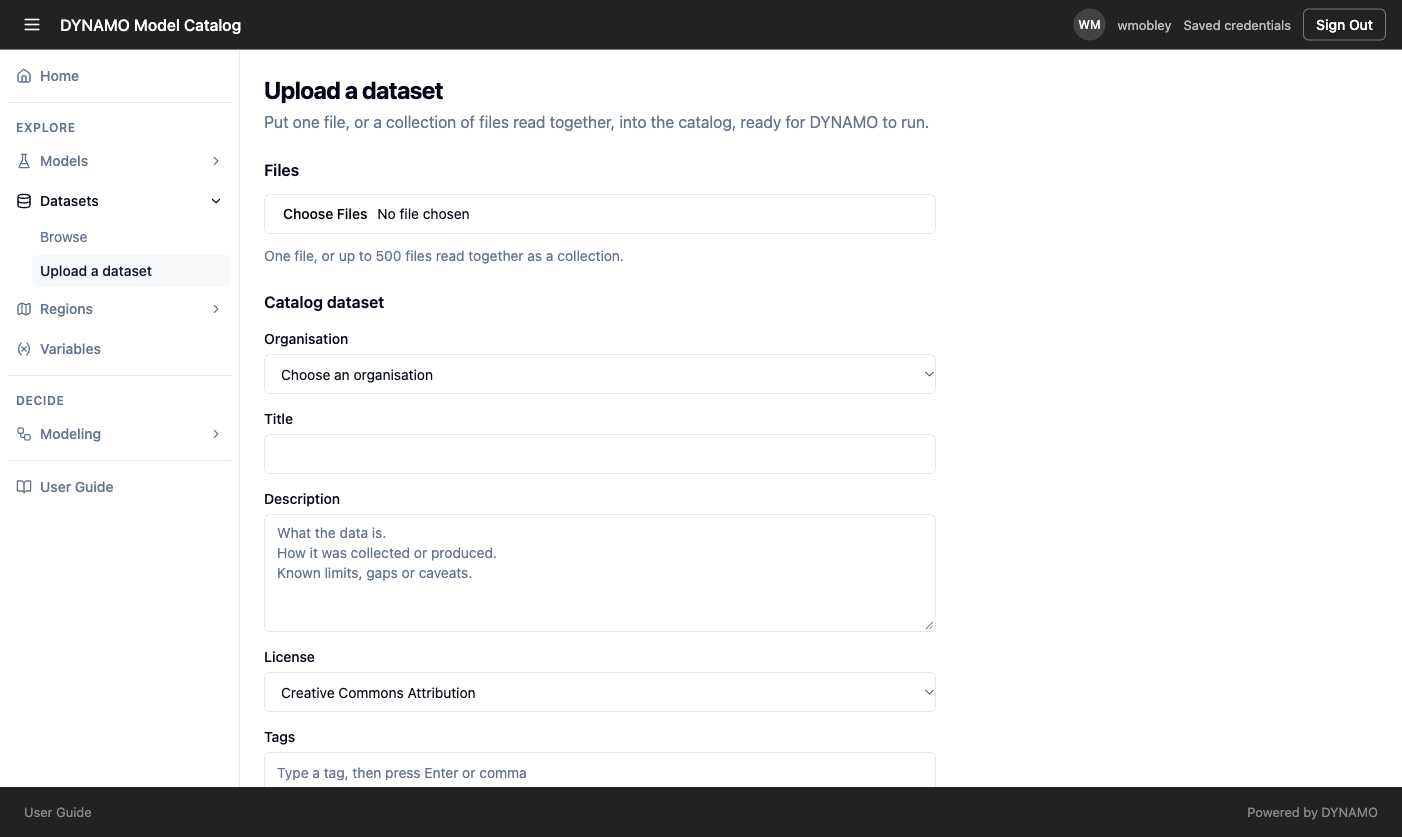 DYNAMO Model Catalog
WM
wmobley
Saved credentials
Sign Out
Home
EXPLORE
Models
Datasets
Browse
Upload a dataset
Regions
Variables
DECIDE
Modeling
User Guide
Upload a dataset
Put one file, or a collection of files read together, into the catalog, ready for DYNAMO to run.
Files
Choose Files No file chosen
One file, or up to 500 files read together as a collection.
Catalog dataset
Organisation
Choose an organisation
Title
Description
What the data is.
How it was collected or produced.
Known limits, gaps or caveats.
License
Creative Commons Attribution
Tags
Type a tag, then press Enter or comma
User Guide
Powered by DYNAMO